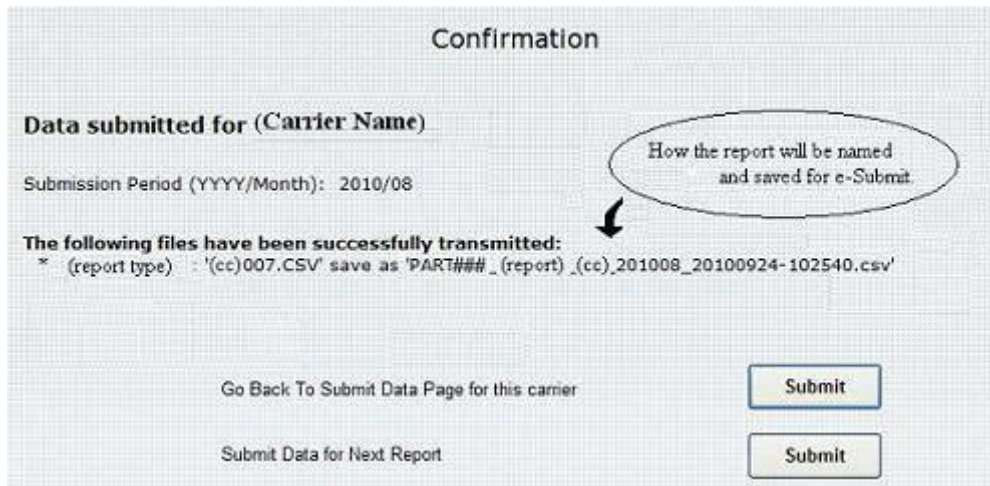 Confirmation
Data submitted for (Carrier Name)
How the report will be named
and saved for e-Submit.
Submission Period (YYYY/Month): 2010/08
The following files have been successfully transmitted:
* (report type) : '(cc)007.CSV' save as 'PART###_(report)_(cc)_201008_20100924-102540.csv'
Go Back To Submit Data Page for this carrier
Submit
Submit Data for Next Report
Submit